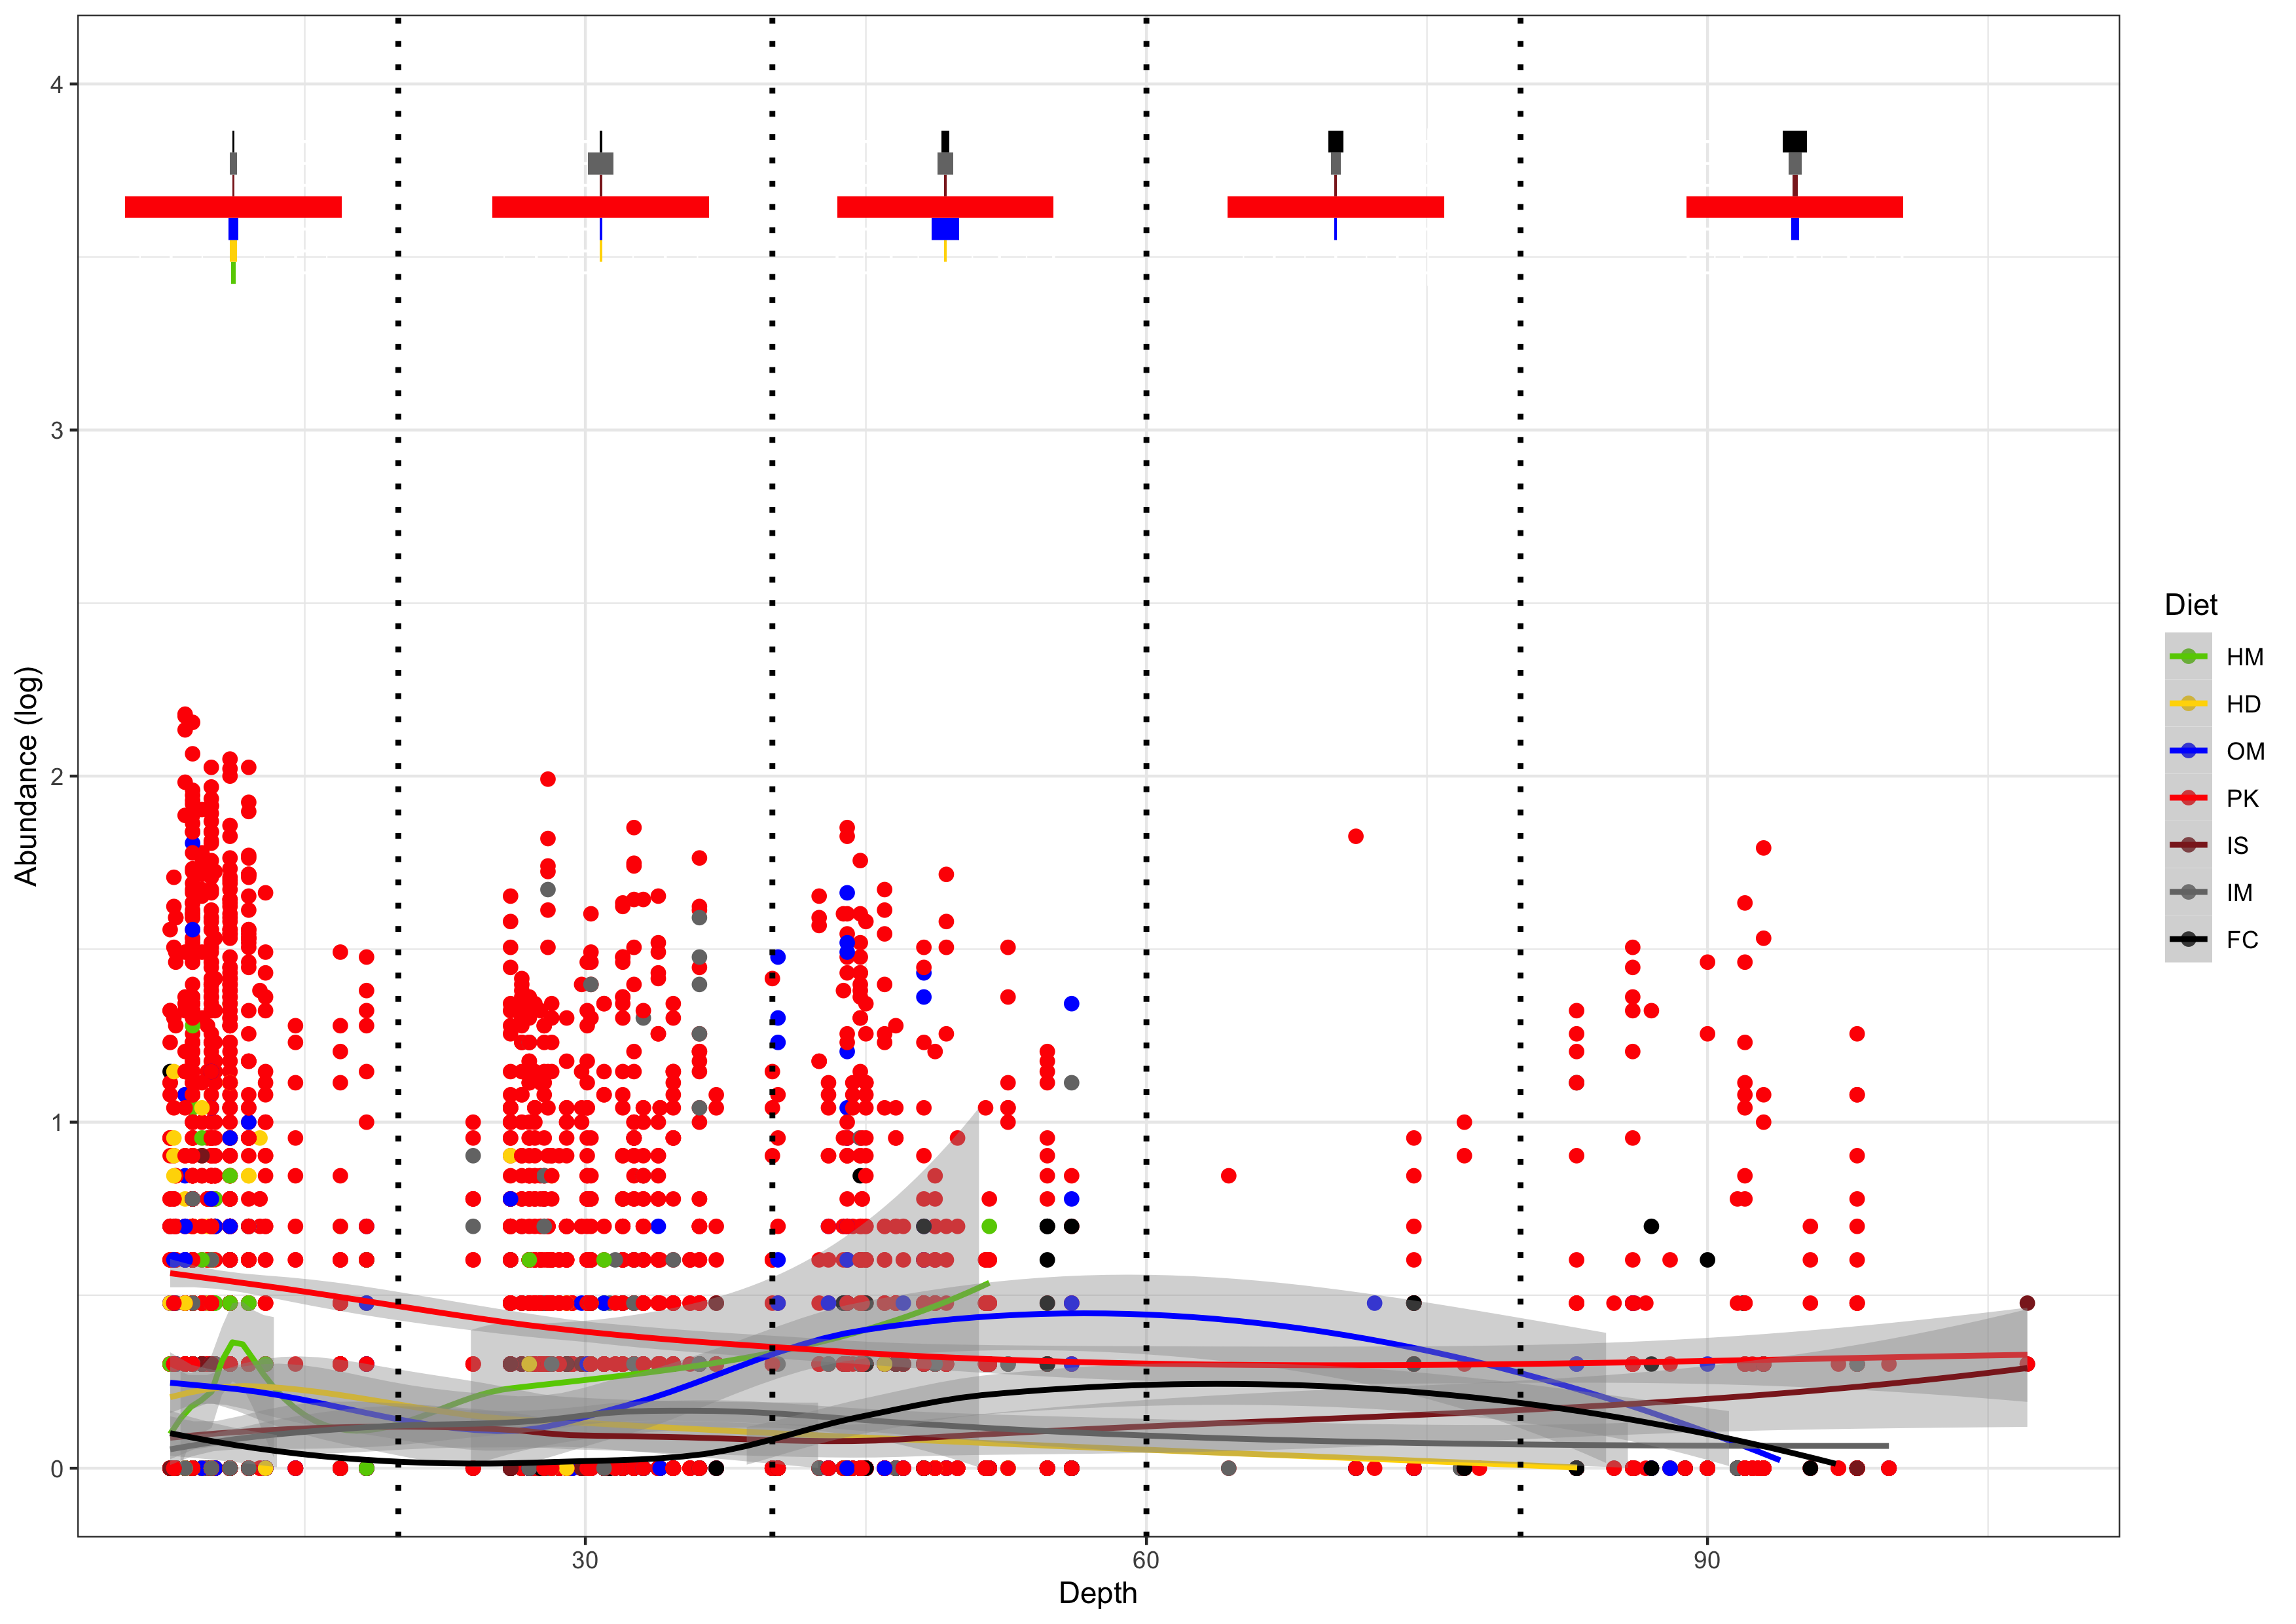 4
3
2
1
0
Abundance (log)
30
60
90
Depth
Diet
HM
HD
OM
PK
IS
IM
FC